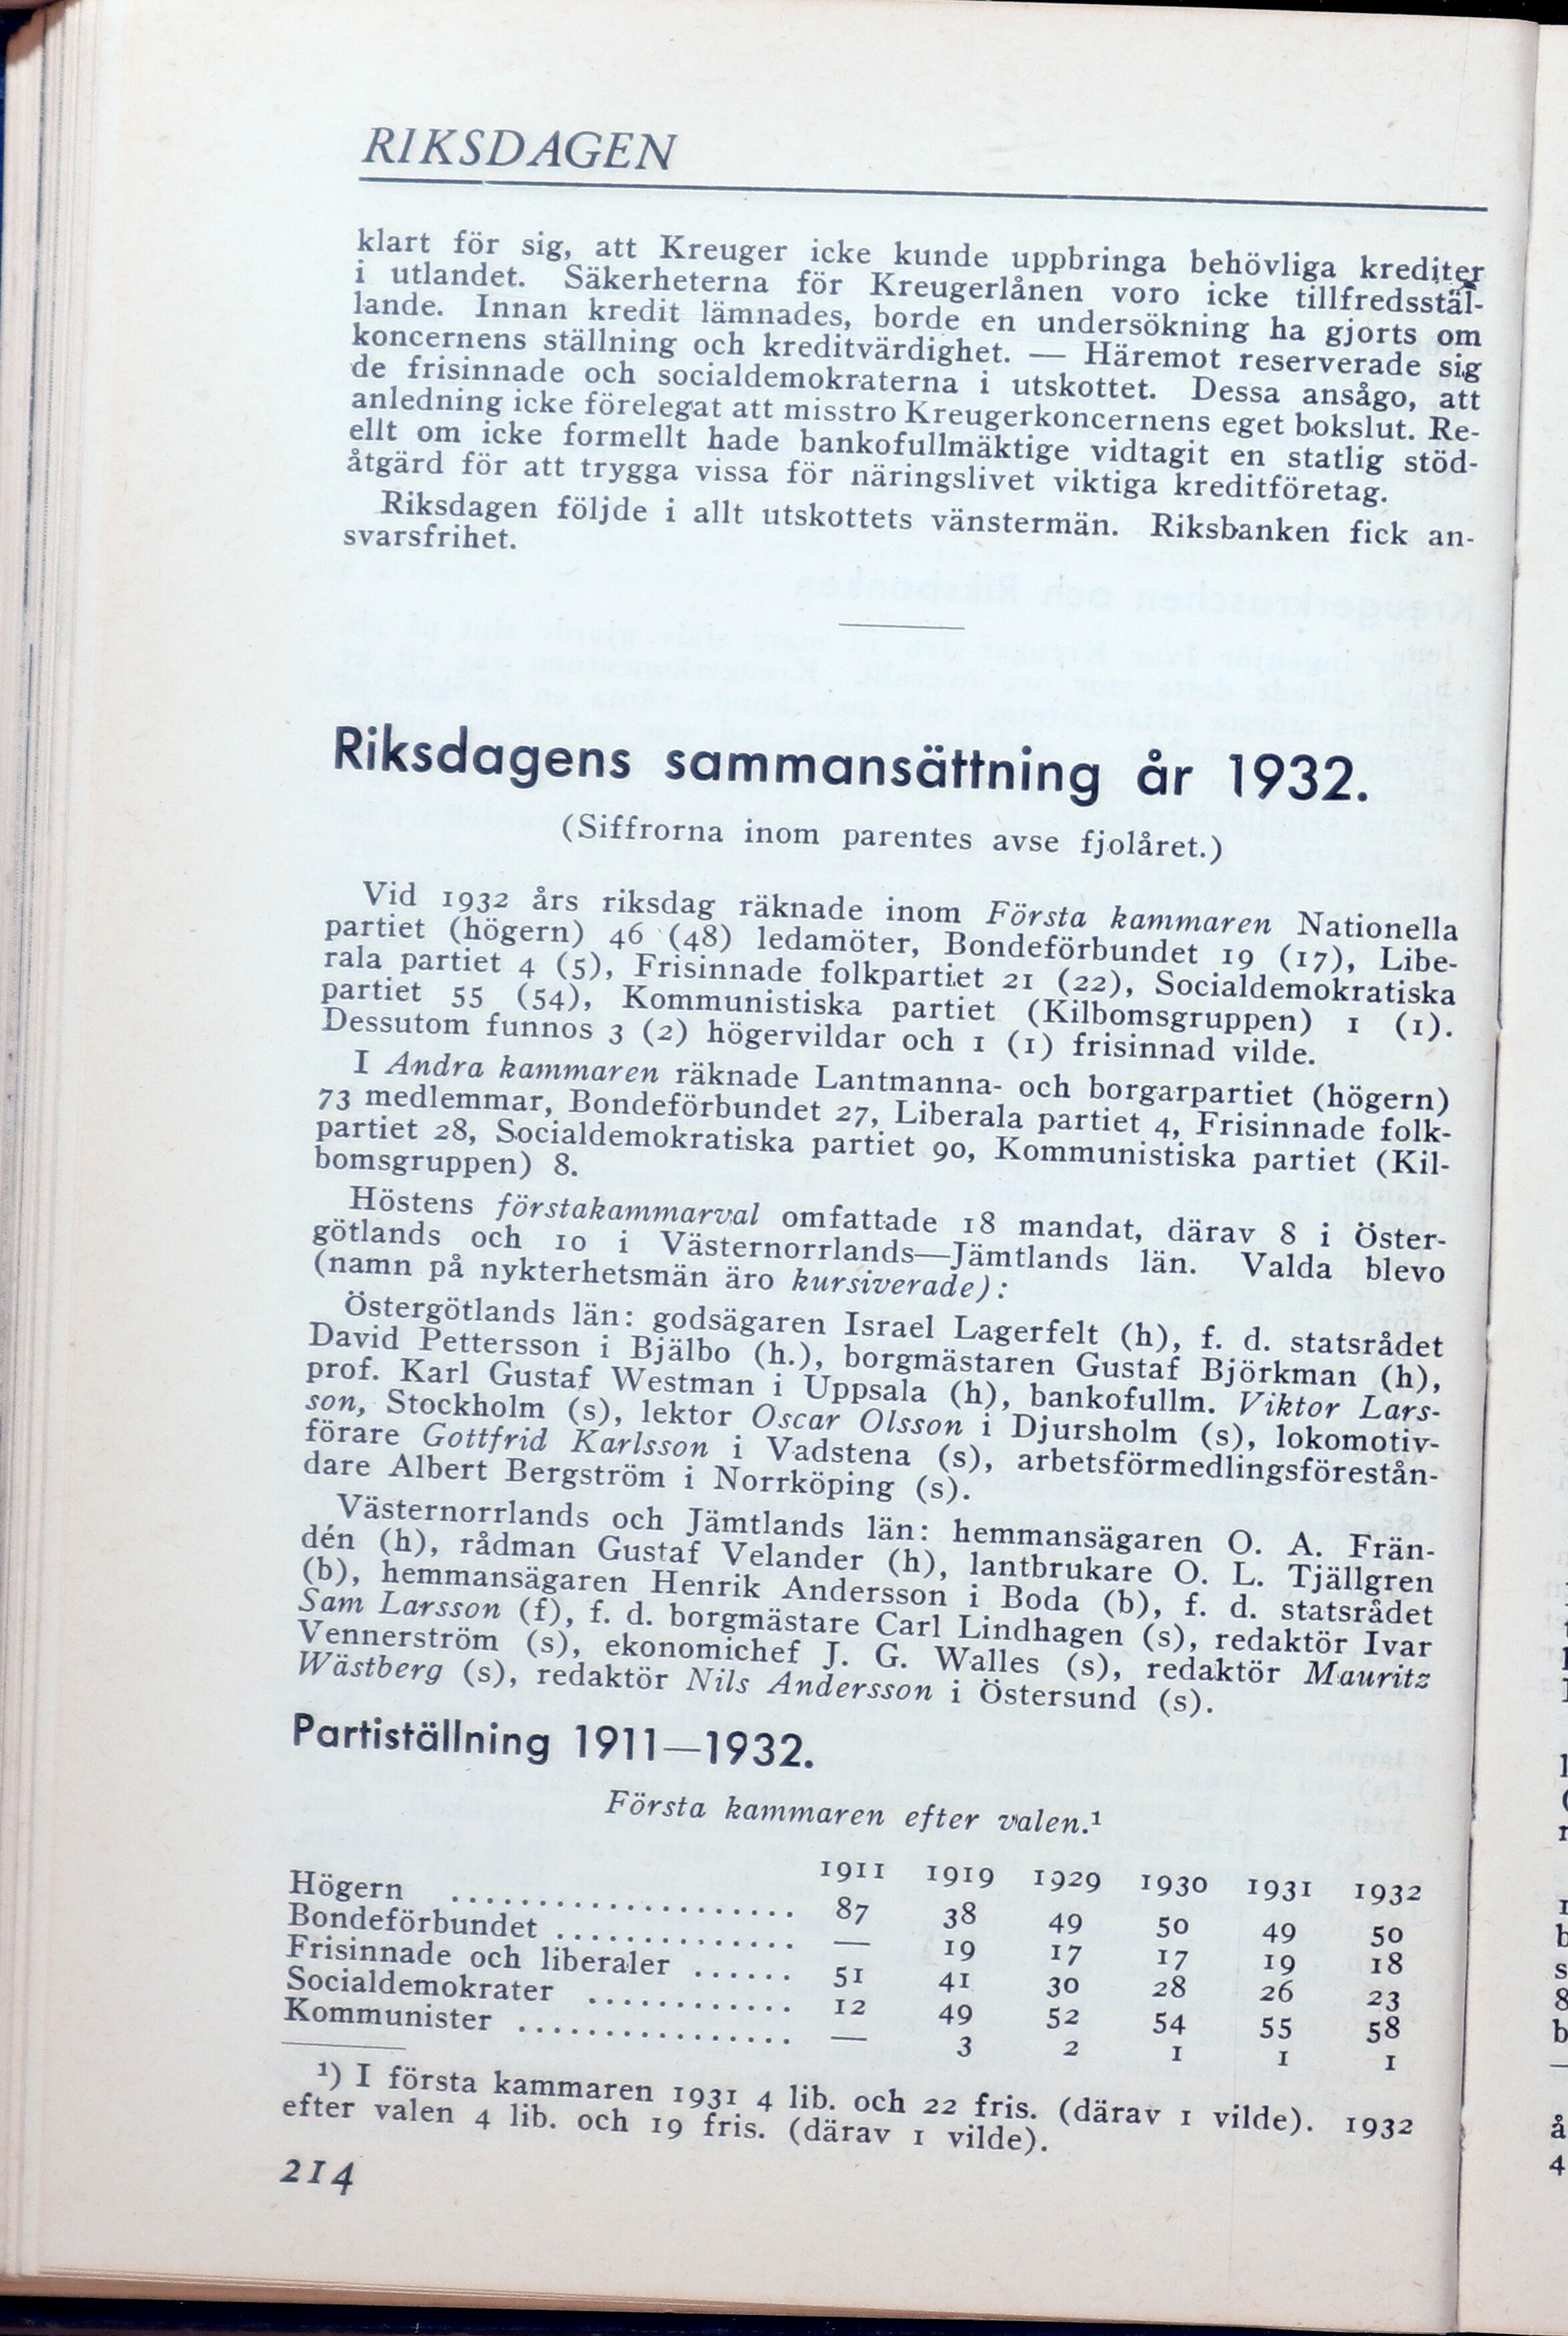 RIKSDAGEN
klart för sig, att Kreuger icke kunde uppbringa behövliga krediter
i utlandet. Säkerheterna för Kreugerlånen voro icke tillfredsstäl-
lande. Innan kredit lämnades, borde en undersökning ha gjorts om
koncernens ställning och kreditvärdighet. — Häremot reserverade sig
de frisinnade och socialdemokraterna i utskottet. Dessa ansågo, att
anledning icke förelegat att misstro Kreugerkoncernens eget bokslut. Re-
ellt om icke formellt hade bankofullmäktige vidtagit en statlig stöd-
åtgärd för att trygga vissa för näringslivet viktiga kreditföretag.
Riksdagen följde i allt utskottets vänstermän. Riksbanken fick an-
svarsfrihet.
Riksdagens sammansättning år 1932.
(Siffrorna inom parentes avse fjolåret.)
Vid 1932 års riksdag räknade inom Första kammaren Nationella
partiet (högern) 46 (48) ledamöter, Bondeförbundet 19 (17), Libe-
rala partiet 4 (5), Frisinnade folkpartiet 21 (22), Socialdemokratiska
partiet 55 (54), Kommunistiska partiet (Kilbomsgruppen) 1 (1).
Dessutom funnos 3 (2) högervildar och 1 (1) frisinnad vilde.
I Andra kammaren räknade Lantmanna- och borgarpartiet (högern)
73 medlemmar, Bondeförbundet 27, Liberala partiet 4, Frisinnade folk-
partiet 28, Socialdemokratiska partiet 90, Kommunistiska partiet (Kil-
bomsgruppen) 8.
Höstens förstakammarval omfattade 18 mandat, därav 8 i Öster-
götlands och 10 i Västernorrlands—Jämtlands län. Valda blevo
(namn på nykterhetsmän äro kursiverade):
Östergötlands län: godsägaren Israel Lagerfelt (h), f. d. statsrådet
David Pettersson i Bjälbo (h.), borgmästaren Gustaf Björkman (h),
prof. Karl Gustaf Westman i Uppsala (h), bankofullm. Viktor Lars-
son, Stockholm (s), lektor Oscar Olsson i Djursholm (s), lokomotiv-
förare Gottfrid Karlsson i Vadstena (s), arbetsförmedlingsförestån-
dare Albert Bergström i Norrköping (s).
Västernorrlands och Jämtlands län: hemmansägaren O. A. Frän-
dén (h), rådman Gustaf Velander (h), lantbrukare O. L. Tjällgren
(b), hemmansägaren Henrik Andersson i Boda (b), f. d. statsrådet
Sam Larsson (f), f. d. borgmästare Carl Lindhagen (s), redaktör Ivar
Vennerström (s), ekonomichef J. G. Walles (s), redaktör Mauritz
Wästberg (s), redaktör Nils Andersson i Östersund (s).
Partiställning 1911—1932.
Första kammaren efter valen.¹
1911 1919 1929 1930 1931 1932
Högern .................... 87 38 49 50 49 50
Bondeförbundet .............. — 19 17 17 19 18
Frisinnade och liberaler ...... 51 41 30 28 26 23
Socialdemokrater ............ 12 49 52 54 55 58
Kommunister ................ — 3 2 1 1 1
¹) I första kammaren 1931 4 lib. och 22 fris. (därav 1 vilde). 1932
efter valen 4 lib. och 19 fris. (därav 1 vilde).
214